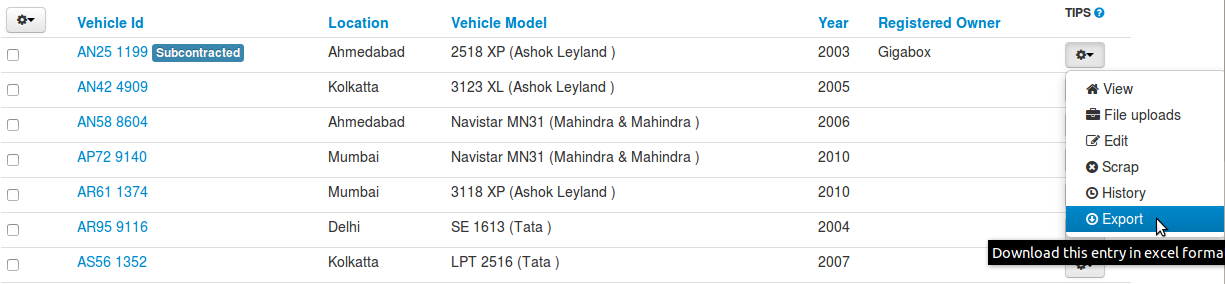 Vehicle Id Location Vehicle Model Year Registered Owner TIPS
AN25 1199 Subcontracted Ahmedabad 2518 XP (Ashok Leyland ) 2003 Gigabox
AN42 4909 Kolkatta 3123 XL (Ashok Leyland ) 2005
AN58 8604 Ahmedabad Navistar MN31 (Mahindra & Mahindra ) 2006
AP72 9140 Mumbai Navistar MN31 (Mahindra & Mahindra ) 2010
AR61 1374 Mumbai 3118 XP (Ashok Leyland ) 2010
AR95 9116 Delhi SE 1613 (Tata ) 2004
AS56 1352 Kolkatta LPT 2516 (Tata ) 2007
View
File uploads
Edit
Scrap
History
Export
Download this entry in excel forma